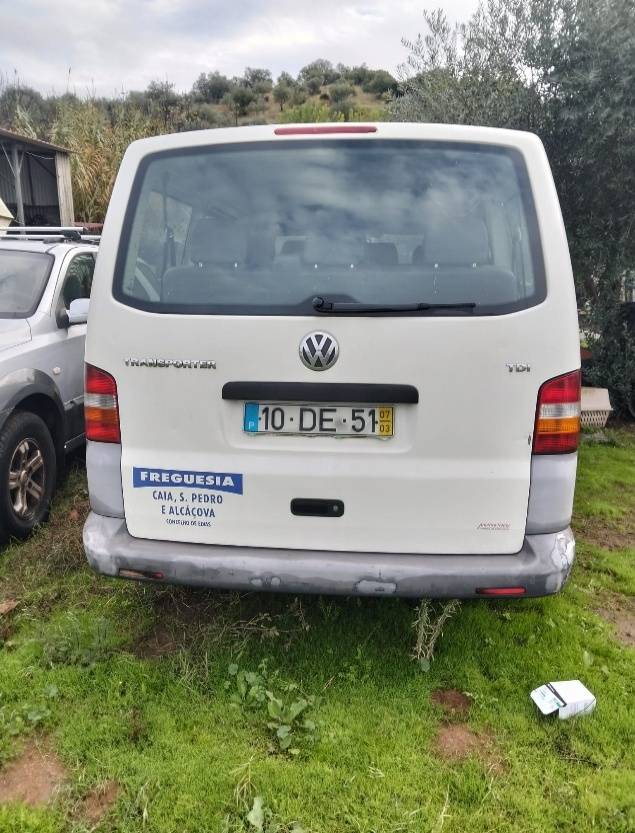 TRANSPORTER
TDI
P
10 DE 51
07
03
FREGUESIA
CAIA, S. PEDRO
E ALCÁÇOVA